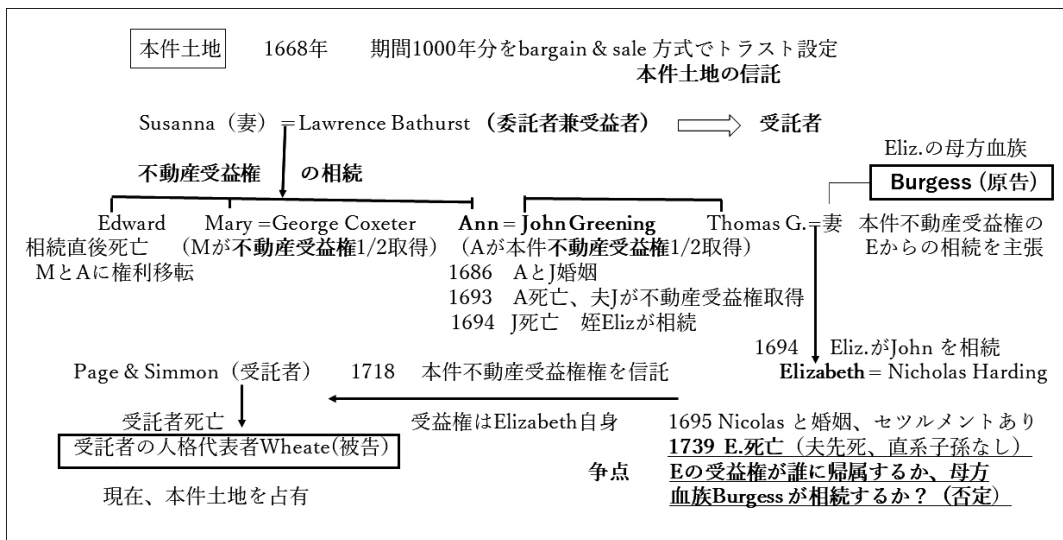 本件土地 1668年 期間1000年分をbargain & sale 方式でトラスト設定
本件土地の信託
Susanna（妻）＝Lawrence Bathurst（委託者兼受益者） 受託者
Eliz.の母方血族
不動産受益権 の相続
Burgess（原告）
Edward Mary =George Coxeter Ann = John Greening Thomas G.＝妻 本件不動産受益権の
相続直後死亡 （Mが不動産受益権1/2取得） （Aが本件不動産受益権1/2取得） Eからの相続を主張
MとAに権利移転
1686 AとJ婚姻
1693 A死亡、夫Jが不動産受益権取得
1694 J死亡 姪Elizが相続
1694 Eliz.がJohn を相続
Page & Simmon（受託者） 1718 本件不動産受益権権を信託 Elizabeth = Nicholas Harding
受託者死亡 受益権はElizabeth自身 1695 Nicolas と婚姻、セツルメントあり
受託者の人格代表者Wheate(被告)
1739 E.死亡（夫先死、直系子孫なし）
争点 Eの受益権が誰に帰属するか、母方
現在、本件土地を占有 血族Burgess が相続するか？（否定）